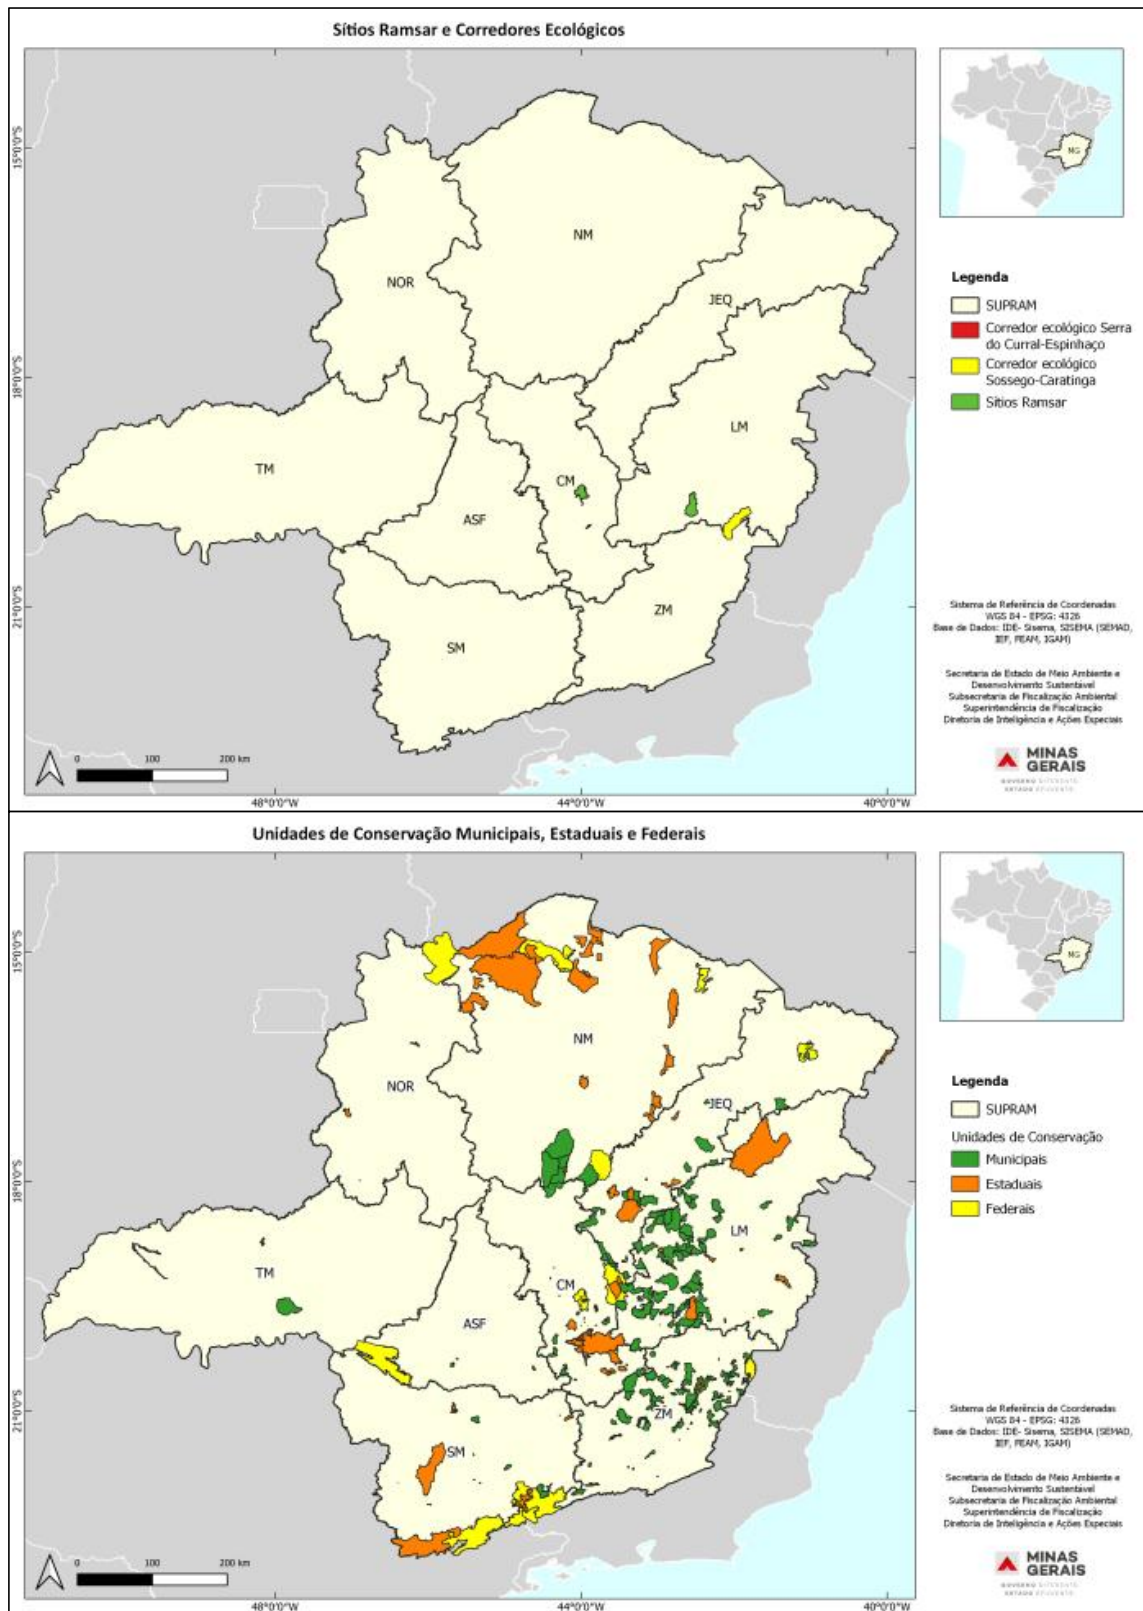 Sítios Ramsar e Corredores Ecológicos
15°0'0"S
18°0'0"S
21°0'0"S
NM
NOR
JEQ
LM
TM
CM
ASF
ZM
SM
0 100 200 km
48°0'0"W 44°0'0"W 40°0'0"W
MG
Legenda
SUPRAM
Corredor ecológico Serra
do Curral-Espinhaço
Corredor ecológico
Sossego-Caratinga
Sítios Ramsar
Sistema de Referência de Coordenadas
WGS 84 - EPSG: 4326
Base de Dados: IDE- Sisema, SISEMA (SEMAD,
IEF, FEAM, IGAM)
Secretaria de Estado de Meio Ambiente e
Desenvolvimento Sustentável
Subsecretaria de Fiscalização Ambiental
Superintendência de Fiscalização
Diretoria de Inteligência e Ações Especiais
MINAS
GERAIS
GOVERNO DIFERENTE
ESTADO EFICIENTE
Unidades de Conservação Municipais, Estaduais e Federais
15°0'0"S
18°0'0"S
21°0'0"S
NM
NOR
JEQ
LM
TM
CM
ASF
ZM
SM
0 100 200 km
48°0'0"W 44°0'0"W 40°0'0"W
MG
Legenda
SUPRAM
Unidades de Conservação
Municipais
Estaduais
Federais
Sistema de Referência de Coordenadas
WGS 84 - EPSG: 4326
Base de Dados: IDE- Sisema, SISEMA (SEMAD,
IEF, FEAM, IGAM)
Secretaria de Estado de Meio Ambiente e
Desenvolvimento Sustentável
Subsecretaria de Fiscalização Ambiental
Superintendência de Fiscalização
Diretoria de Inteligência e Ações Especiais
MINAS
GERAIS
GOVERNO DIFERENTE
ESTADO EFICIENTE